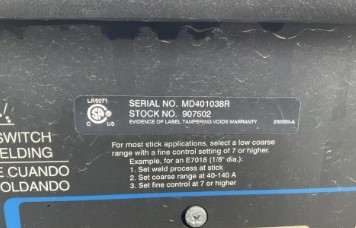 LR6071
SERIAL NO. MD401038R
STOCK NO. 907502
C US
EVIDENCE OF LABEL TAMPERING VOIDS WARRANTY
SWITCH
ELDING
E CUANDO
OLDANDO
For most stick applications, select a low coarse
range with a fine control setting of 7 or higher.
Example, for an E7018 (1/8" dia.):
1. Set weld process at stick
2. Set coarse range at 40-140 A
3. Set fine control at 7 or higher